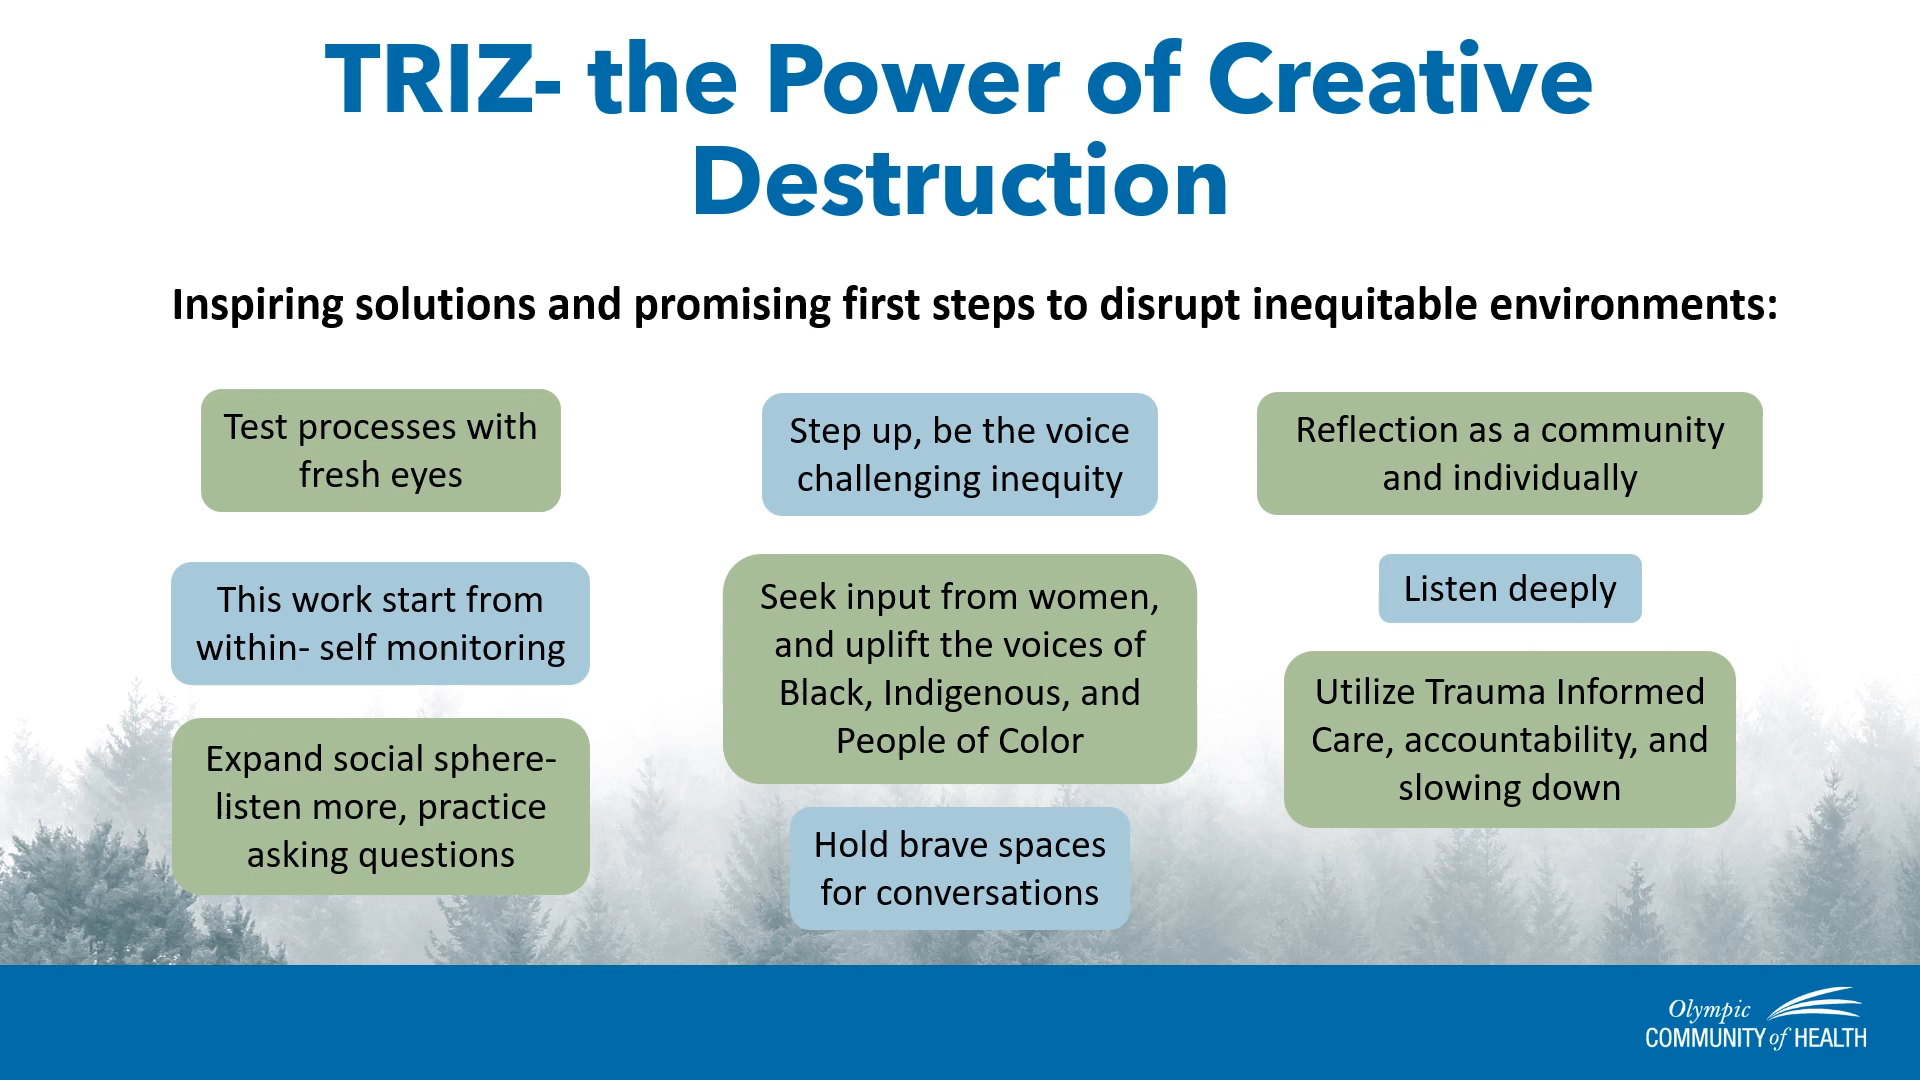 TRIZ- the Power of Creative
Destruction
Inspiring solutions and promising first steps to disrupt inequitable environments:
Test processes with
fresh eyes
This work start from
within- self monitoring
Expand social sphere-
listen more, practice
asking questions
Step up, be the voice
challenging inequity
Seek input from women,
and uplift the voices of
Black, Indigenous, and
People of Color
Hold brave spaces
for conversations
Reflection as a community
and individually
Listen deeply
Utilize Trauma Informed
Care, accountability, and
slowing down
Olympic
COMMUNITY of HEALTH